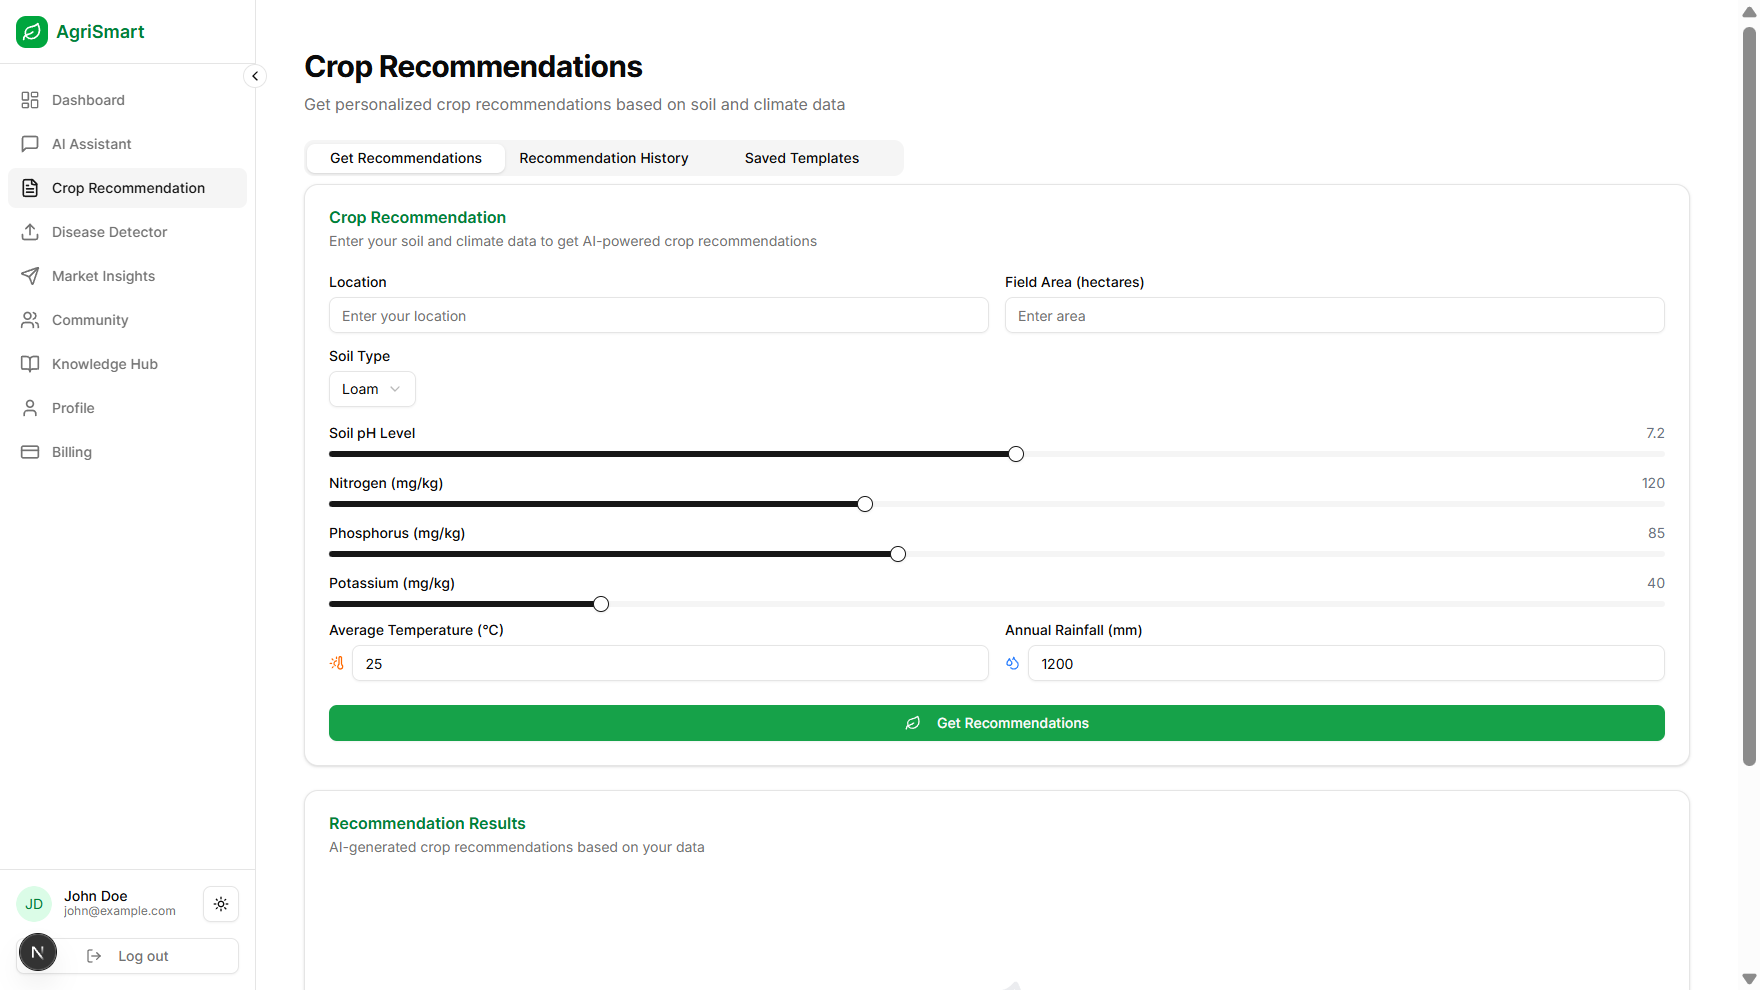 AgriSmart
Dashboard
AI Assistant
Crop Recommendation
Disease Detector
Market Insights
Community
Knowledge Hub
Profile
Billing
JD
John Doe
john@example.com
N
Log out
Crop Recommendations
Get personalized crop recommendations based on soil and climate data
Get Recommendations
Recommendation History
Saved Templates
Crop Recommendation
Enter your soil and climate data to get AI-powered crop recommendations
Location
Field Area (hectares)
Enter your location
Enter area
Soil Type
Loam
Soil pH Level
7.2
Nitrogen (mg/kg)
120
Phosphorus (mg/kg)
85
Potassium (mg/kg)
40
Average Temperature (°C)
Annual Rainfall (mm)
25
1200
Get Recommendations
Recommendation Results
AI-generated crop recommendations based on your data